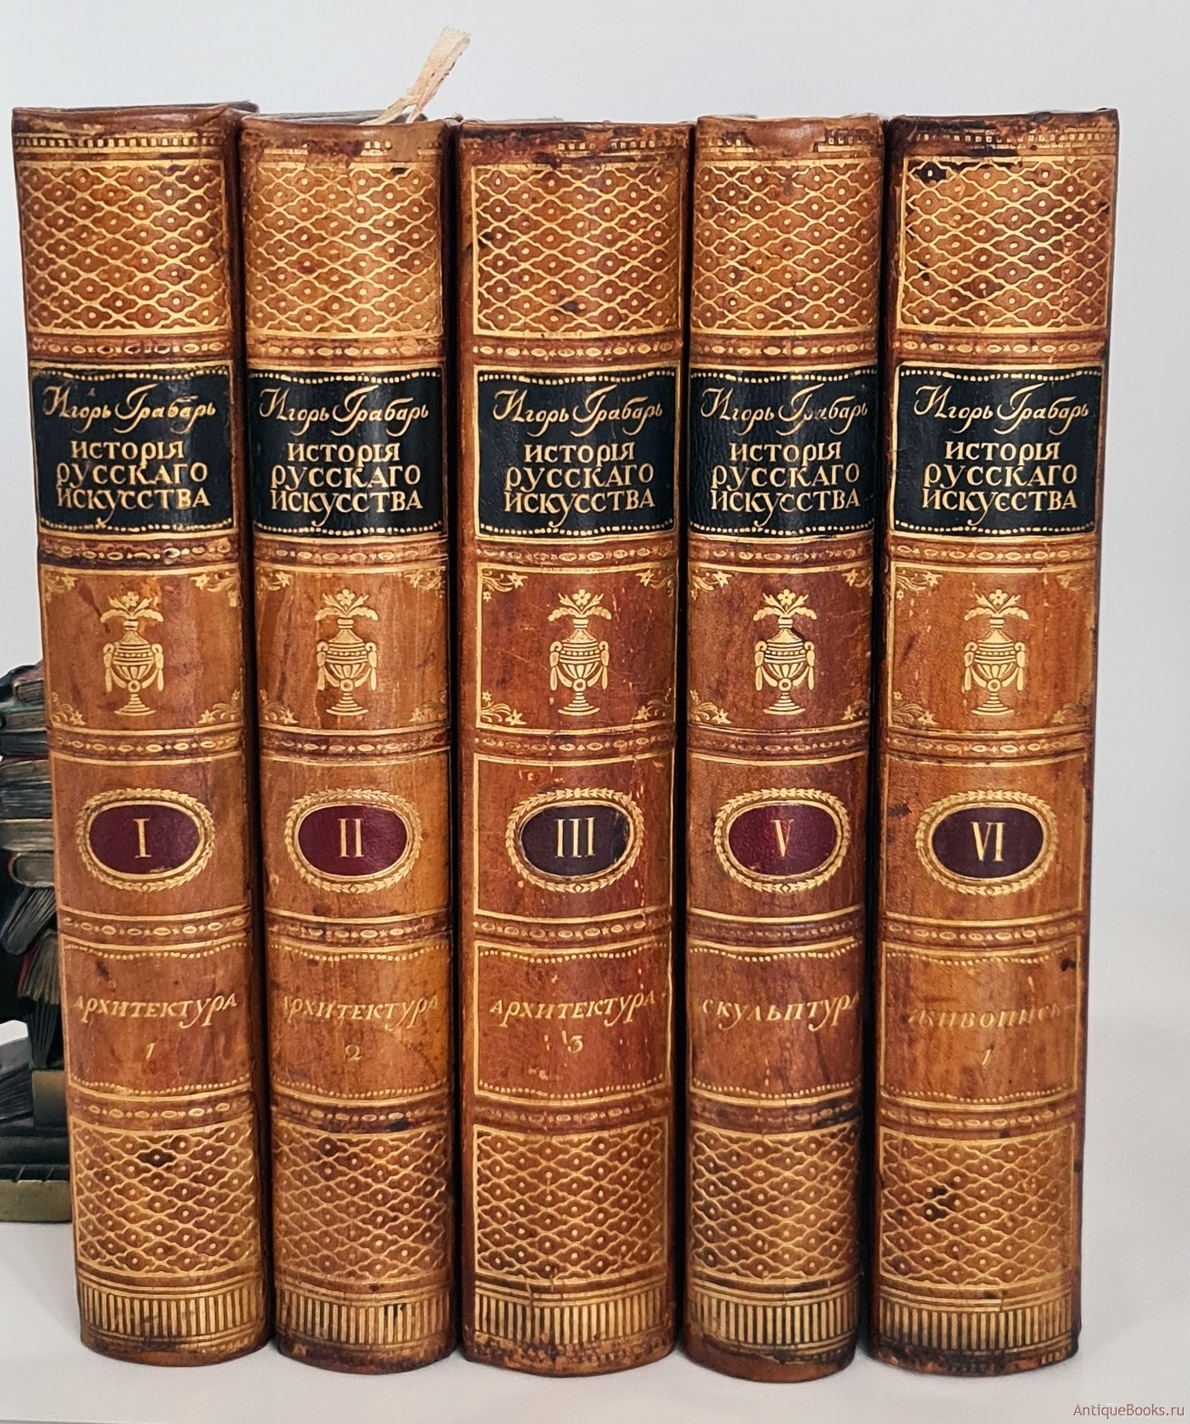 Игорь Грабарь
Исторія
Русскаго
Искусства
I
Архитектура
1
Игорь Грабарь
Исторія
Русскаго
Искусства
II
Архитектура
2
Игорь Грабарь
Исторія
Русскаго
Искусства
III
Архитектура
3
Игорь Грабарь
Исторія
Русскаго
Искусства
V
Скульптура
Игорь Грабарь
Исторія
Русскаго
Искусства
VI
Живопись
1
AntiqueBooks.ru